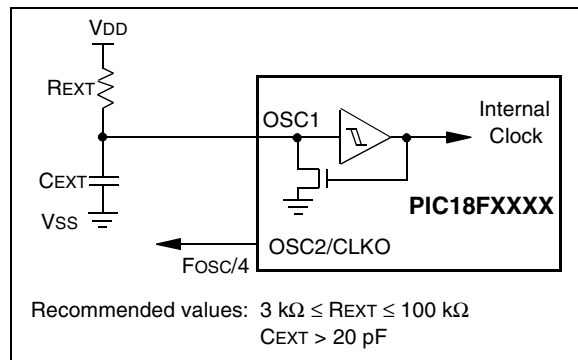 VDD
REXT
OSC1
Internal
Clock
CEXT
PIC18FXXXX
VSS
OSC2/CLKO
FOSC/4
Recommended values: 3 kΩ ≤ REXT ≤ 100 kΩ
CEXT > 20 pF